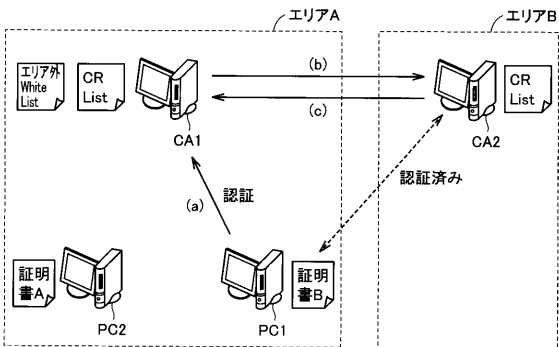 エリアA
エリアB
エリア外
White
List
CR
List
CA1
(b)
(c)
CR
List
CA2
認証済み
(a)
認証
証明
書A
PC2
PC1
証明
書B